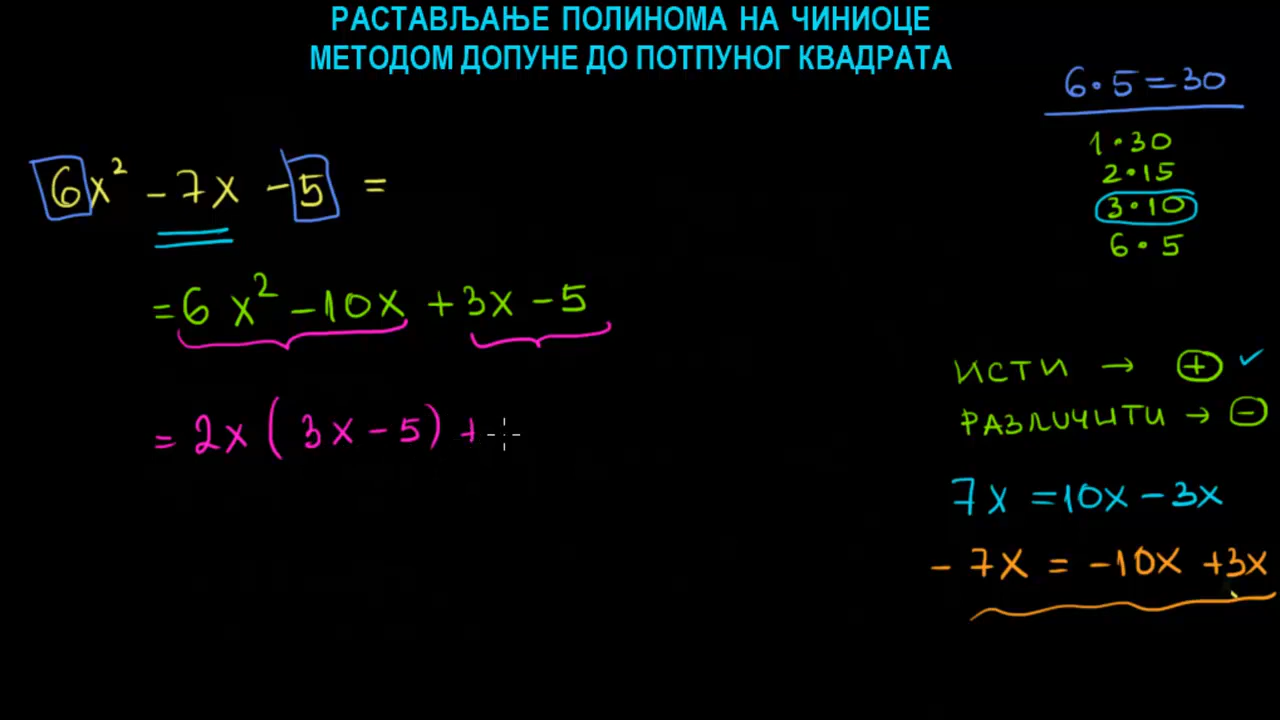 РАСТАВЉАЊЕ ПОЛИНОМА НА ЧИНИОЦЕ
МЕТОДОМ ДОПУНЕ ДО ПОТПУНОГ КВАДРАТА
6x² - 7x - 5 =
= 6x² - 10x + 3x - 5
= 2x ( 3x - 5) +
6 · 5 = 30
1 · 30
2 · 15
3 · 10
6 · 5
ИСТИ → + ✓
РАЗЛИЧИТИ → -
7x = 10x - 3x
- 7x = - 10x + 3x